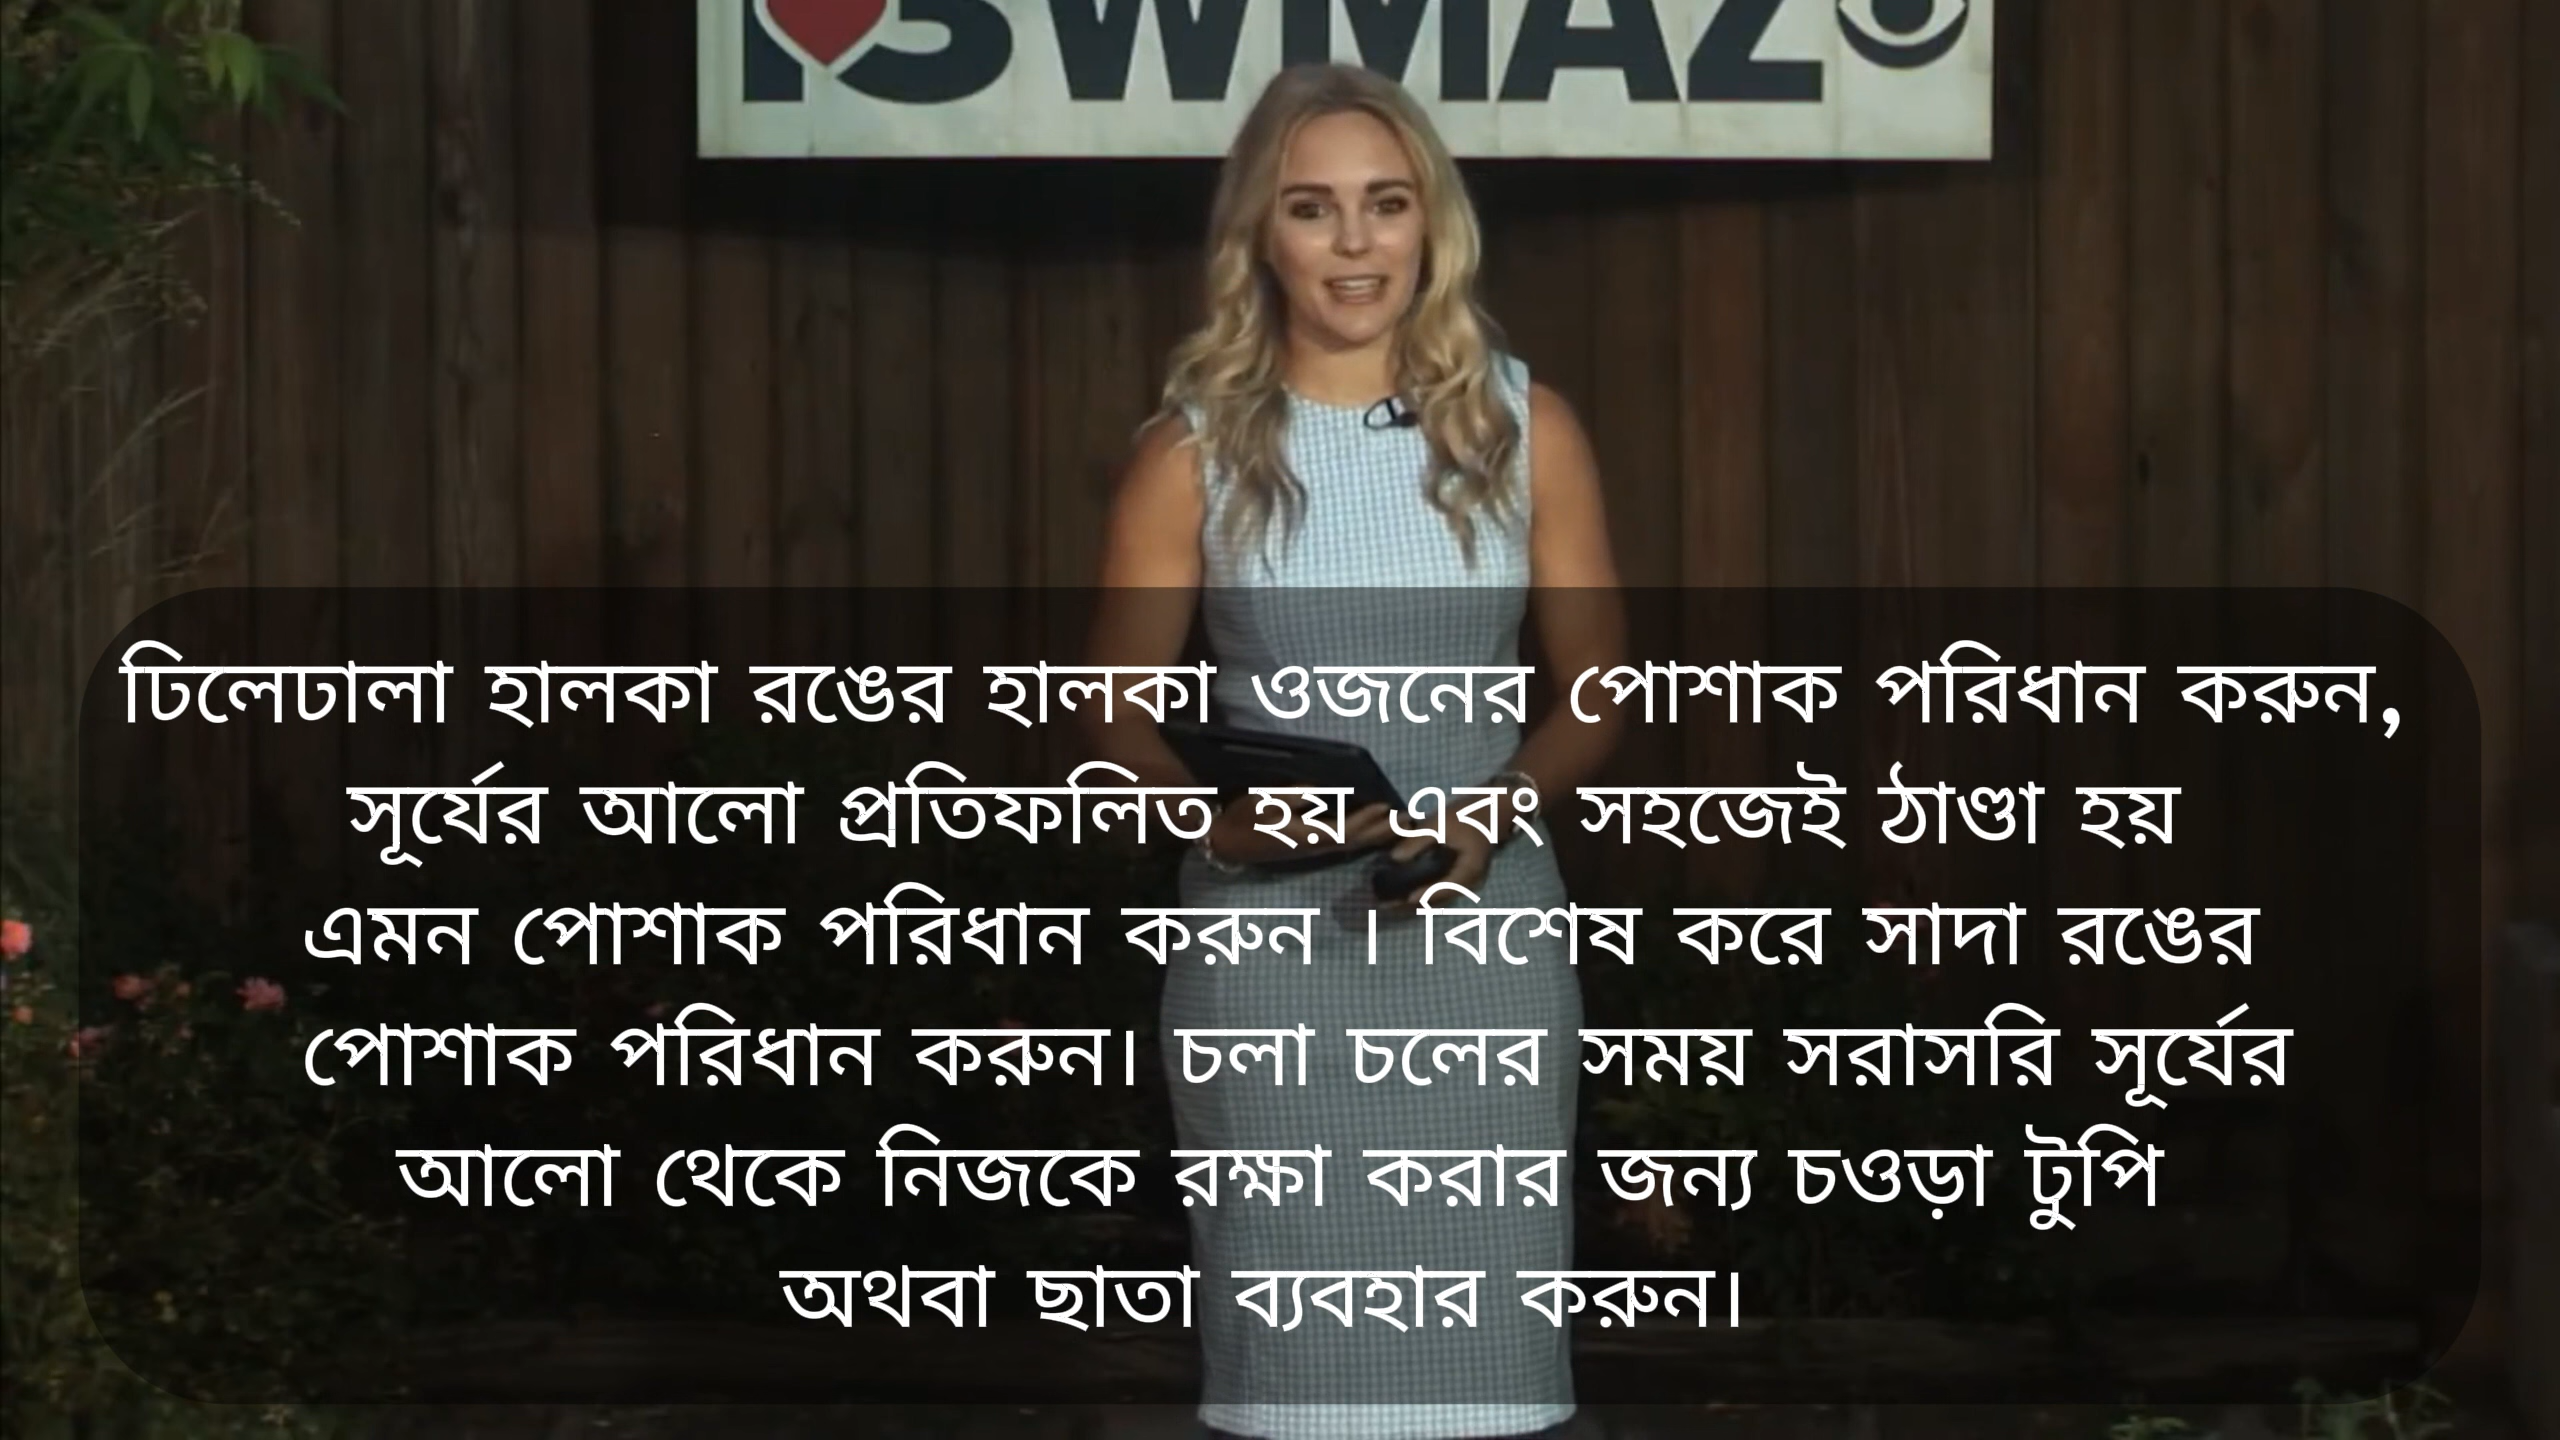 I♥13WMAZ
ঢিলেঢালা হালকা রঙের হালকা ওজনের পোশাক পরিধান করুন,
সূর্যের আলো প্রতিফলিত হয় এবং সহজেই ঠাণ্ডা হয়
এমন পোশাক পরিধান করুন । বিশেষ করে সাদা রঙের
পোশাক পরিধান করুন। চলা চলের সময় সরাসরি সূর্যের
আলো থেকে নিজকে রক্ষা করার জন্য চওড়া টুপি
অথবা ছাতা ব্যবহার করুন।